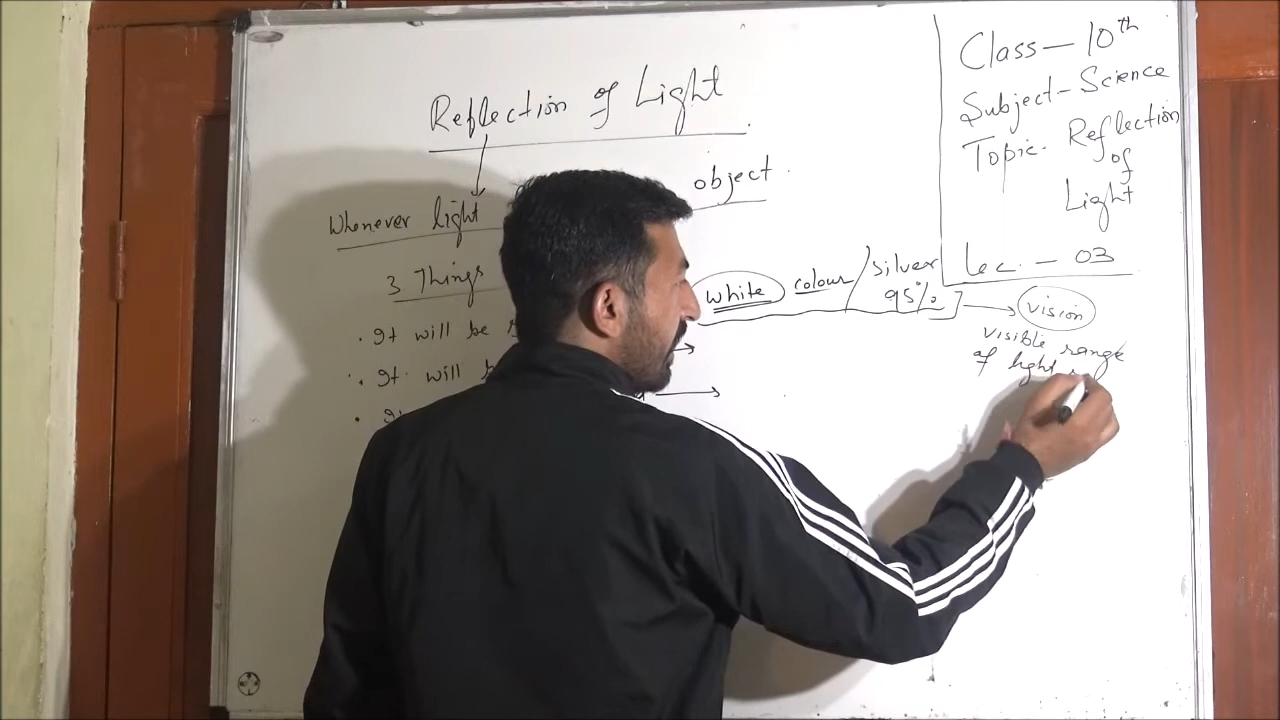 Reflection of Light
Whenever light object.
3 Things
. It will be
. It will
. It
white colour/silver
95%
vision
visible range
of light
Class - 10th
Subject - Science
Topic. Reflection
of
Light
Lec. - 03